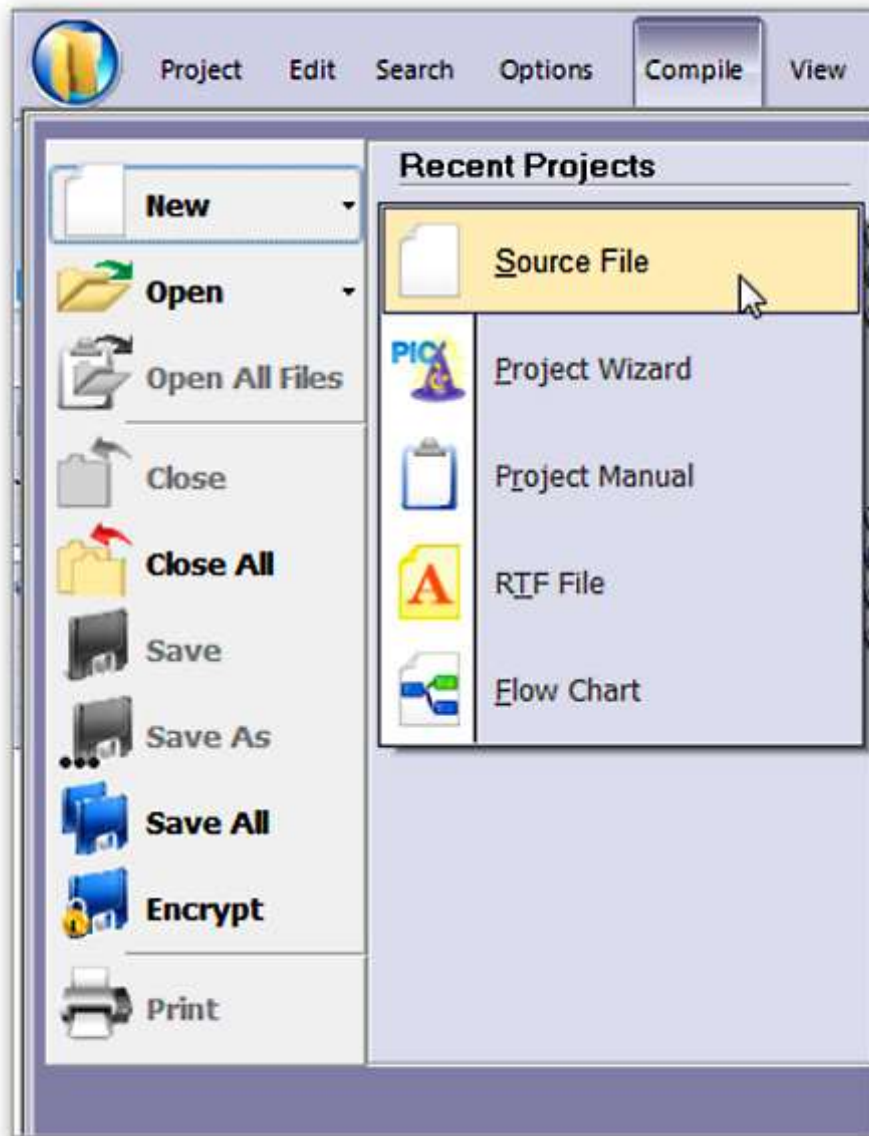 Project Edit Search Options Compile View
New
Open
Open All Files
Close
Close All
Save
Save As
Save All
Encrypt
Print
Recent Projects
Source File
PIC
Project Wizard
Project Manual
A
RTF File
Flow Chart